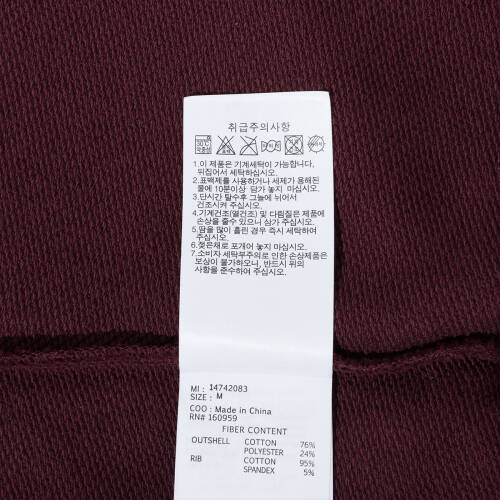 취급주의사항
30℃
약중성
1.이 제품은 기계세탁이 가능합니다.
뒤집어서 세탁하십시오.
2.표백제를 사용하거나 세제가 용해된
물에 10분이상 담가 놓지 마십시오.
3.단시간 탈수후 그늘에 뉘어서
건조시켜 주십시오.
4.기계건조(열건조) 및 다림질은 제품에
손상을 줄수 있으니 삼가 주십시오.
5.땀을 많이 흘린 경우 즉시 세탁하여
주십시오.
6.젖은채로 포개어 놓지 마십시오.
7.소비자 세탁부주의로 인한 손상제품은
보상이 불가하오니, 반드시 위의
사항을 준수하여 주십시오.
MI: 14742083
SIZE: M
COO: Made in China
RN# 160959
FIBER CONTENT
OUTSHELL COTTON 76%
POLYESTER 24%
RIB COTTON 95%
SPANDEX 5%